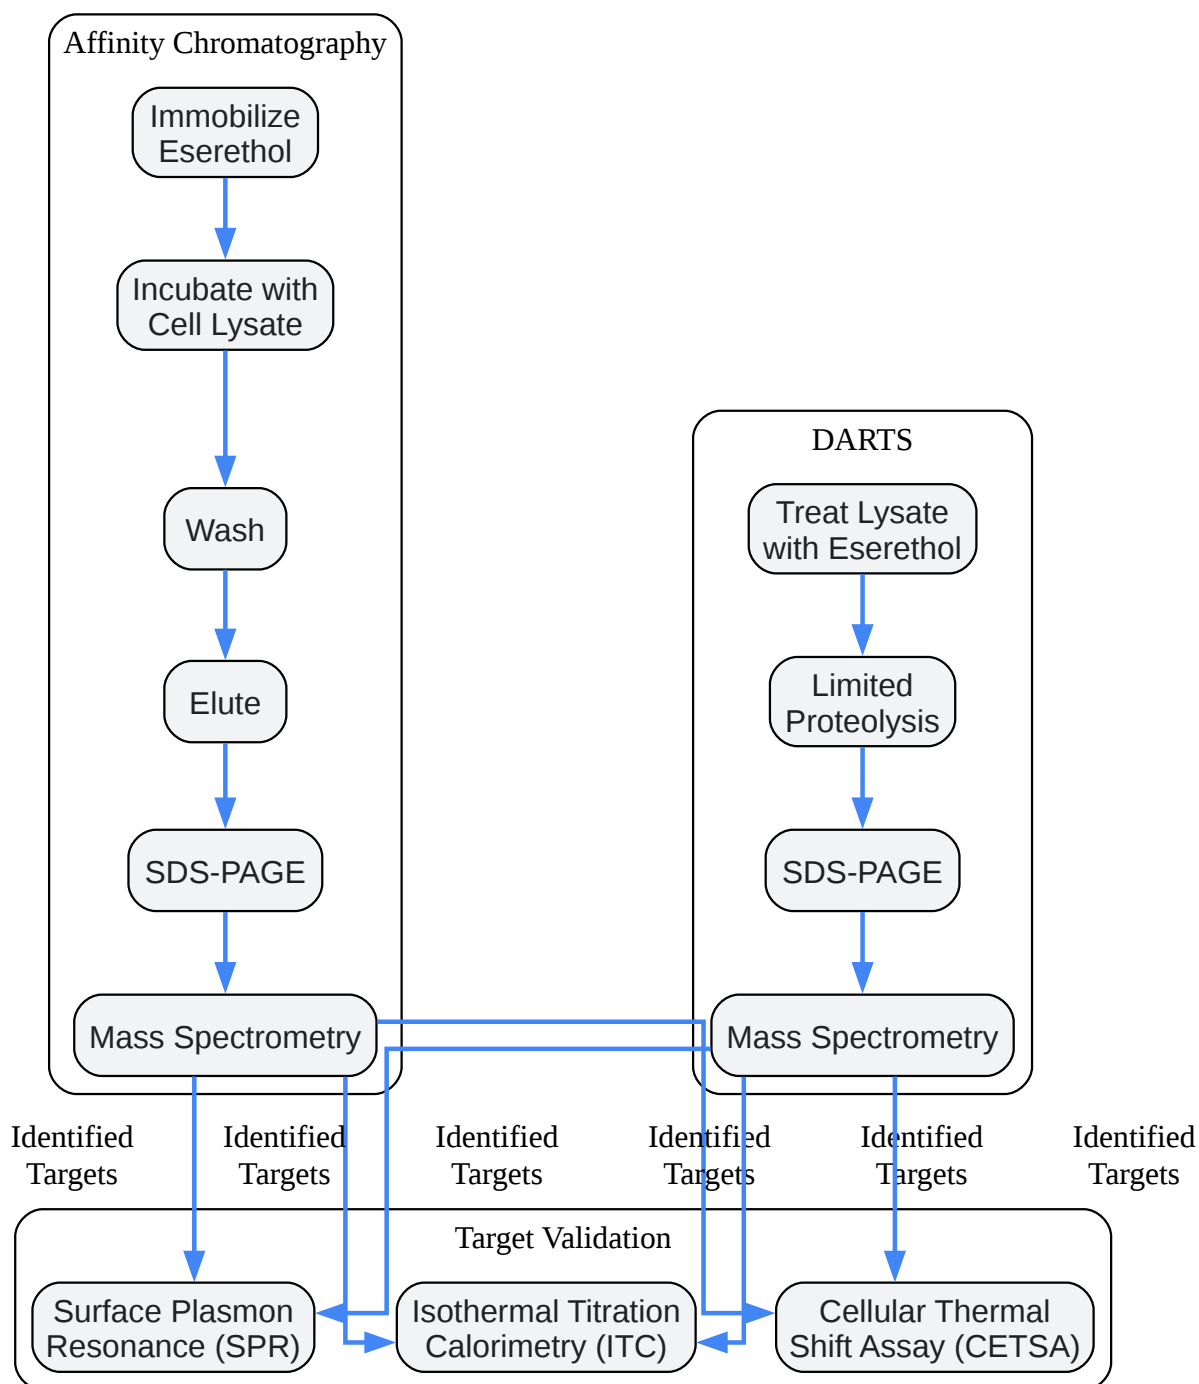 Affinity Chromatography
Immobilize
Eserethol
Incubate with
Cell Lysate
Wash
Elute
SDS-PAGE
Mass Spectrometry
DARTS
Treat Lysate
with Eserethol
Limited
Proteolysis
SDS-PAGE
Mass Spectrometry
Identified
Targets
Identified
Targets
Identified
Targets
Identified
Targets
Identified
Targets
Identified
Targets
Target Validation
Surface Plasmon
Resonance (SPR)
Isothermal Titration
Calorimetry (ITC)
Cellular Thermal
Shift Assay (CETSA)